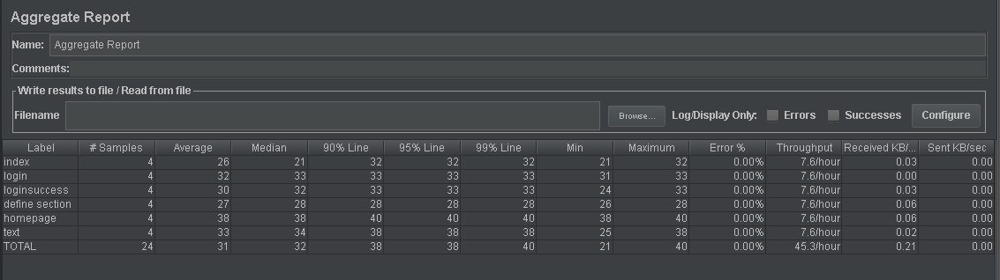 Aggregate Report
Name: Aggregate Report
Comments:
Write results to file / Read from file
Filename Browse... Log/Display Only: Errors Successes Configure
Label # Samples Average Median 90% Line 95% Line 99% Line Min Maximum Error % Throughput Received KB/... Sent KB/sec
index 4 26 21 32 32 32 21 32 0.00% 7.6/hour 0.03 0.00
login 4 32 33 33 33 33 31 33 0.00% 7.6/hour 0.00 0.00
loginsuccess 4 30 32 33 33 33 24 33 0.00% 7.6/hour 0.03 0.00
define section 4 27 28 28 28 28 26 28 0.00% 7.6/hour 0.06 0.00
homepage 4 38 38 40 40 40 38 40 0.00% 7.6/hour 0.06 0.00
text 4 33 34 38 38 38 25 38 0.00% 7.6/hour 0.02 0.00
TOTAL 24 31 32 38 38 40 21 40 0.00% 45.3/hour 0.21 0.00